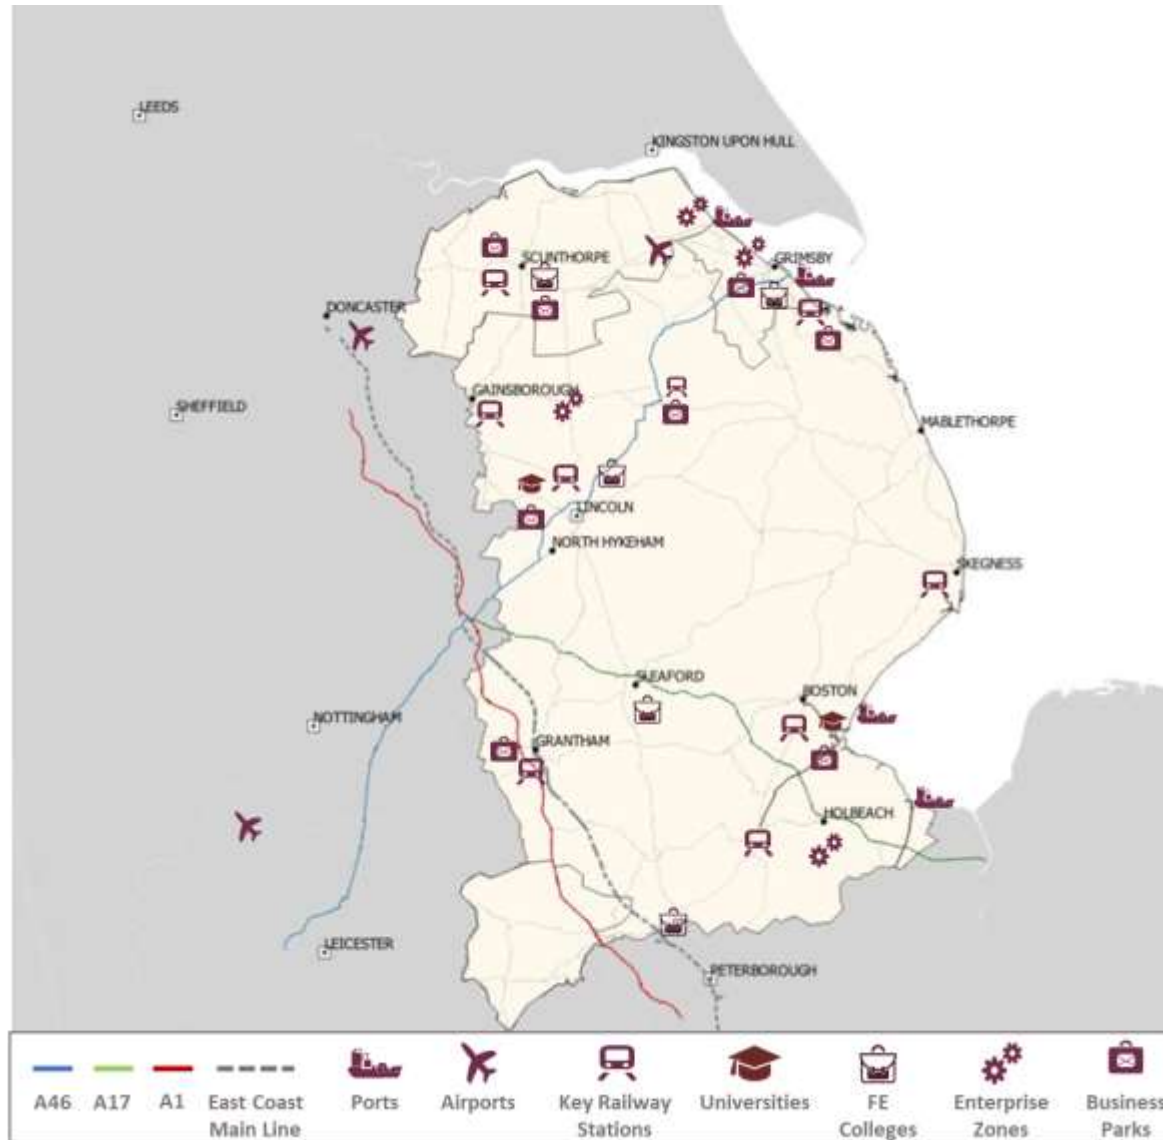 LEEDS
KINGSTON UPON HULL
SCUNTHORPE
GRIMSBY
DONCASTER
GAINSBOROUGH
SHEFFIELD
MABLETHORPE
LINCOLN
NORTH HYKEHAM
SKEGNESS
SLEAFORD
BOSTON
NOTTINGHAM
GRANTHAM
HOLBEACH
LEICESTER
PETERBOROUGH
A46 A17 A1 East Coast Ports Airports Key Railway Universities FE Enterprise Business
Main Line Stations Colleges Zones Parks